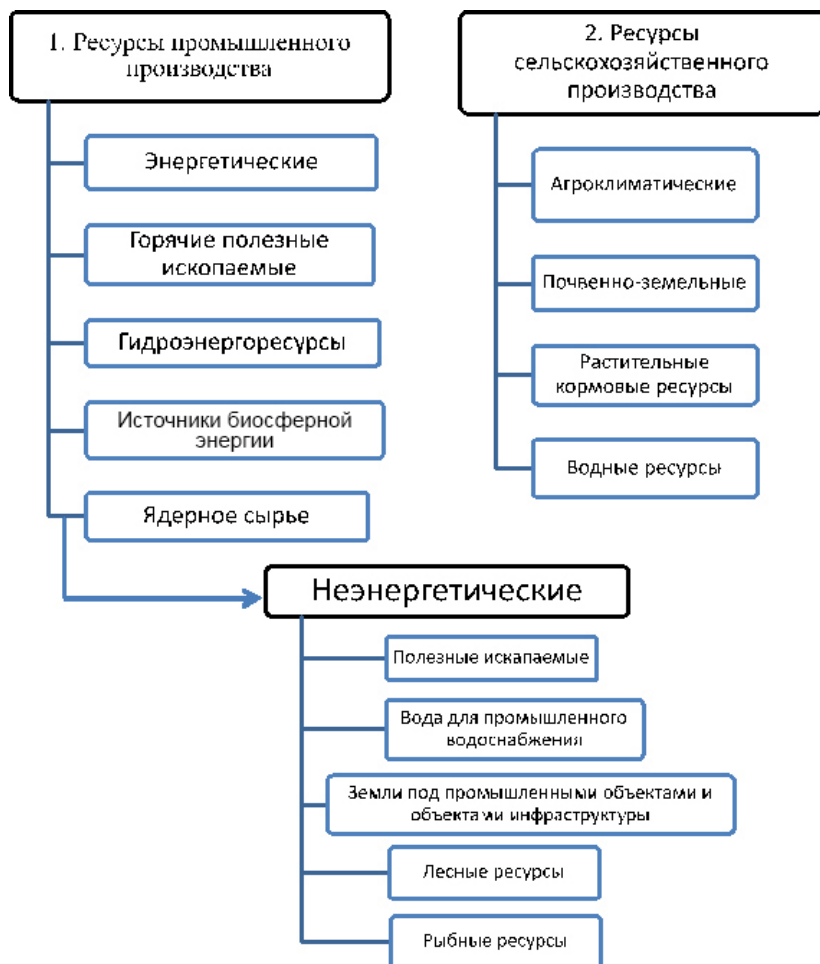 1. Ресурсы промышленного
производства
Энергетические
Горячие полезные
ископаемые
Гидроэнергоресурсы
Источники биосферной
энергии
Ядерное сырье
2. Ресурсы
сельскохозяйственного
производства
Агроклиматические
Почвенно-земельные
Растительные
кормовые ресурсы
Водные ресурсы
Неэнергетические
Полезные искапаемые
Вода для промышленного
водоснабжения
Земли под промышленными объектами и
объектами инфраструктуры
Лесные ресурсы
Рыбные ресурсы